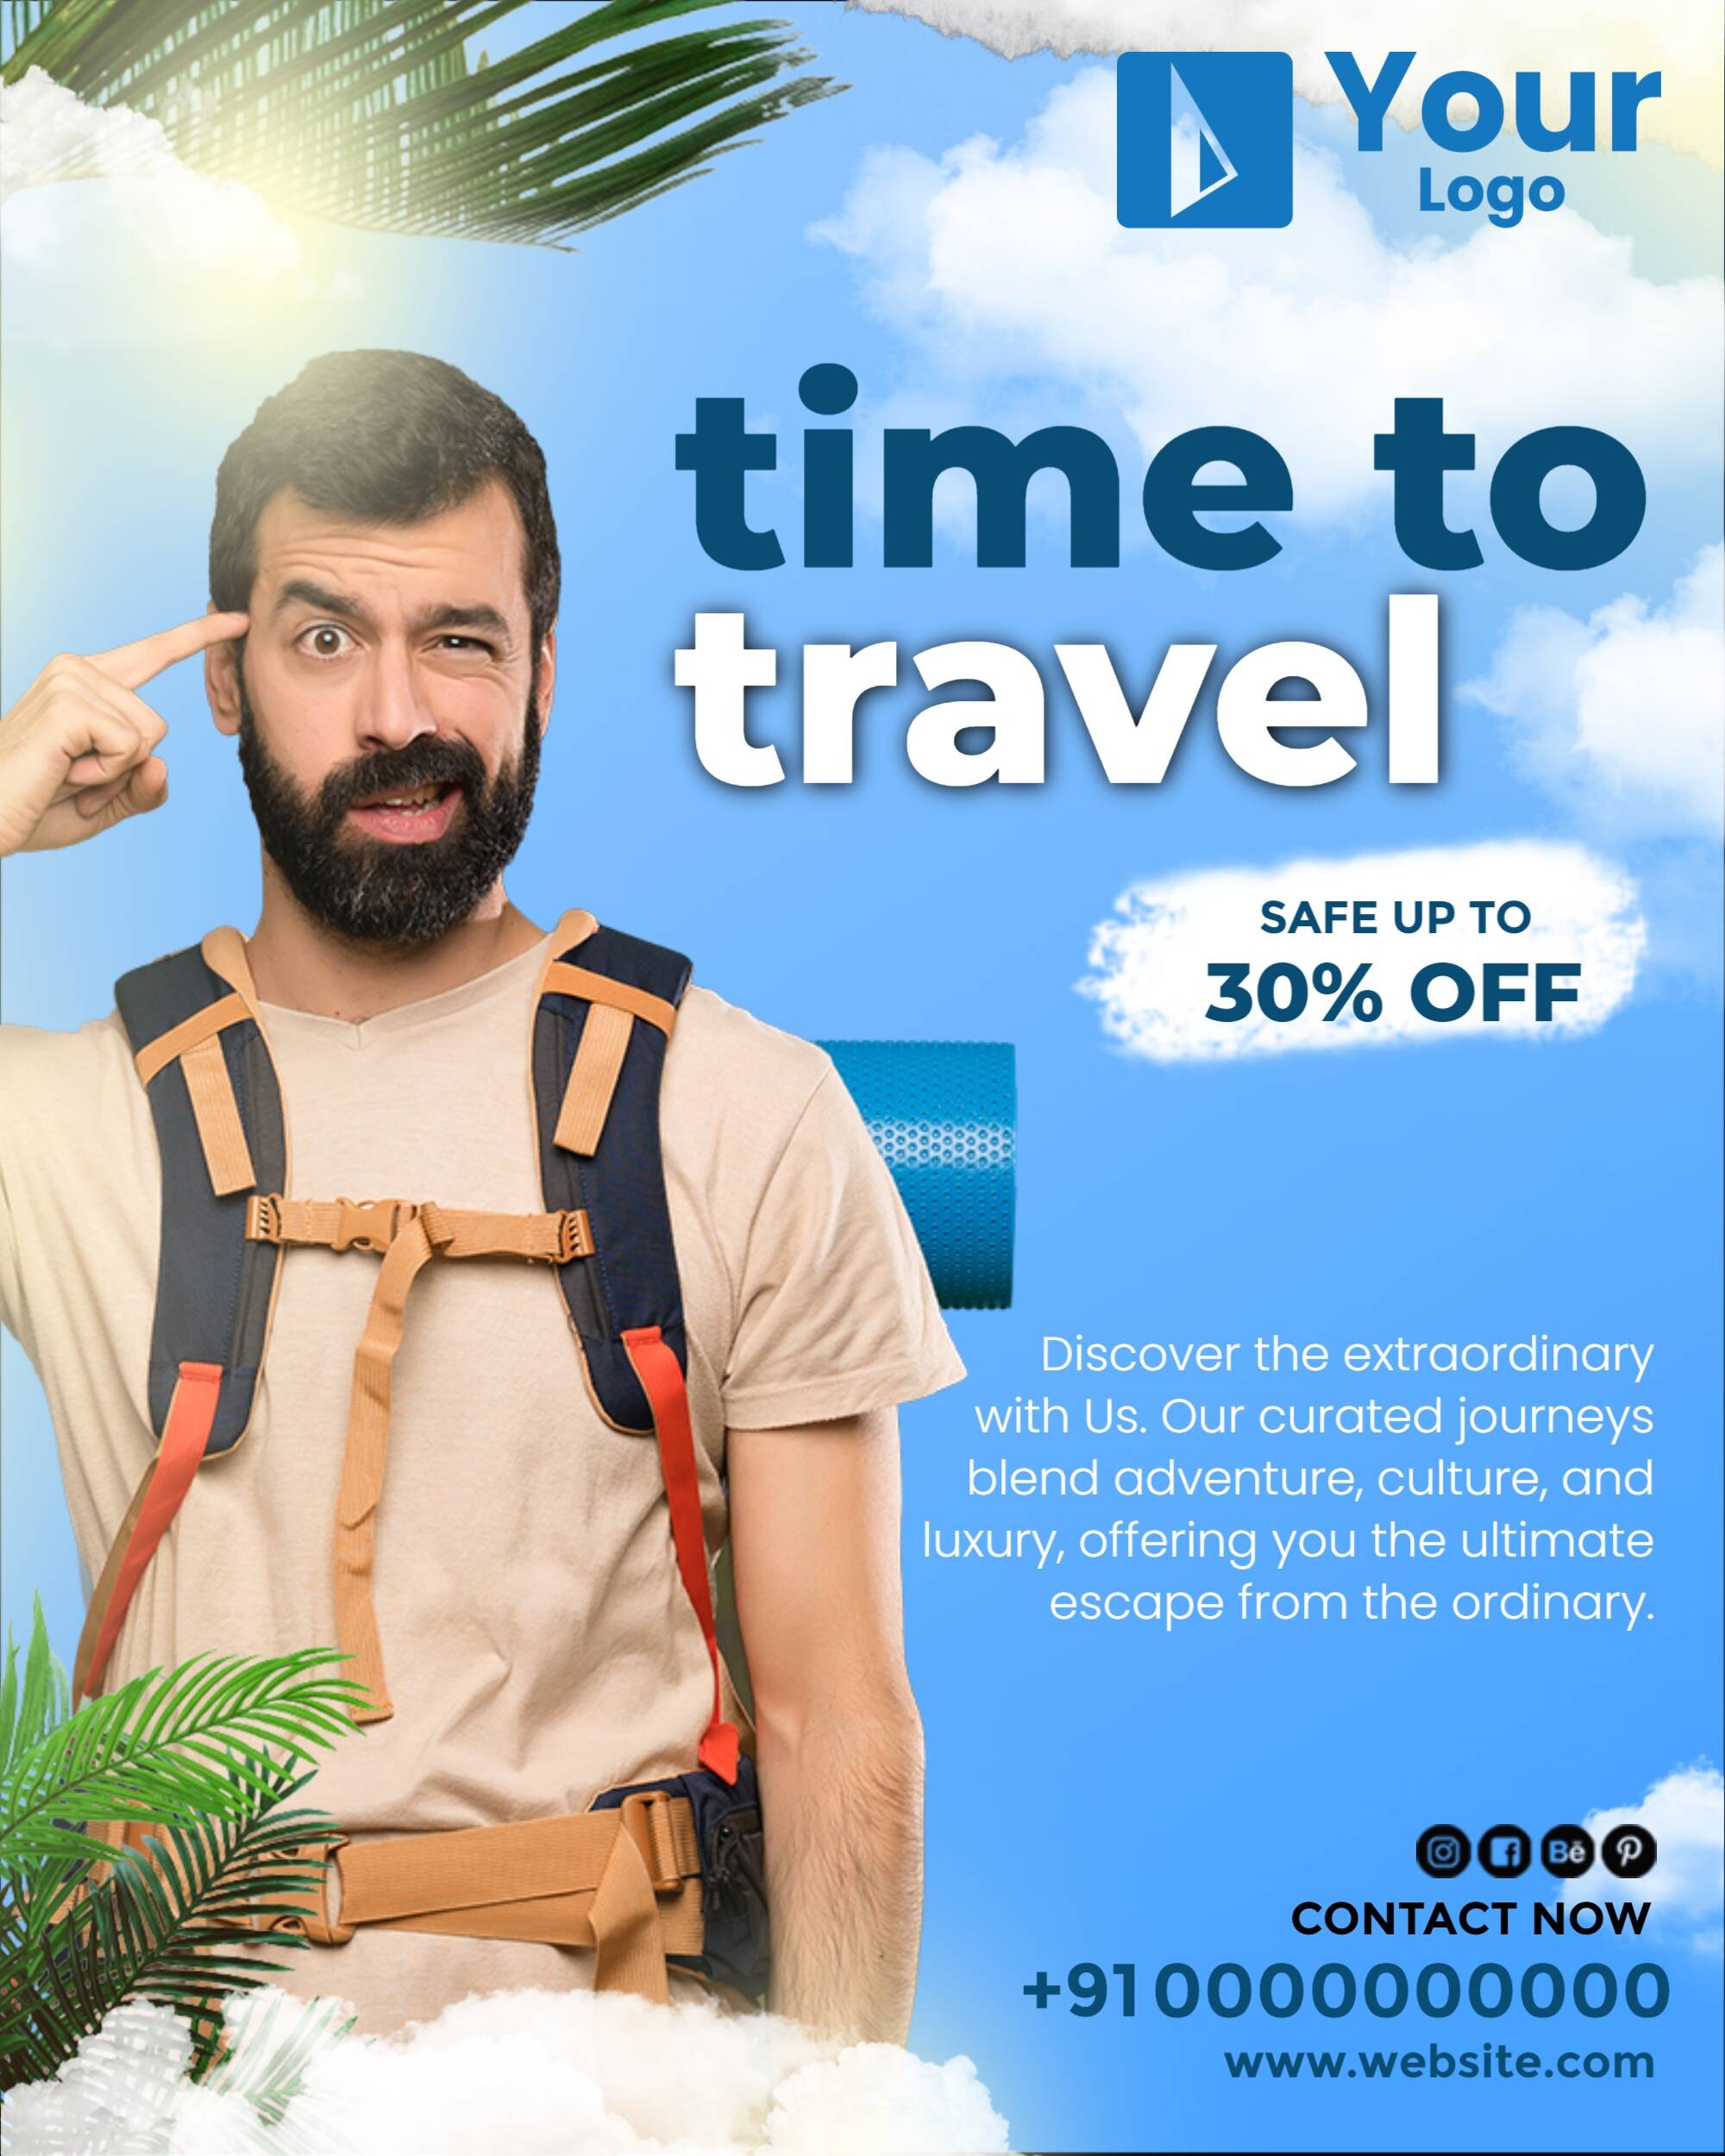 Your
Logo
time to
travel
SAFE UP TO
30% OFF
Discover the extraordinary
with Us. Our curated journeys
blend adventure, culture, and
luxury, offering you the ultimate
escape from the ordinary.
Bē
CONTACT NOW
+910000000000
www.website.com